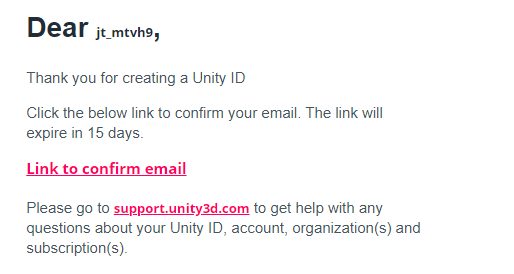 Dear jt_mtvh9,
Thank you for creating a Unity ID
Click the below link to confirm your email. The link will
expire in 15 days.
Link to confirm email
Please go to support.unity3d.com to get help with any
questions about your Unity ID, account, organization(s) and
subscription(s).